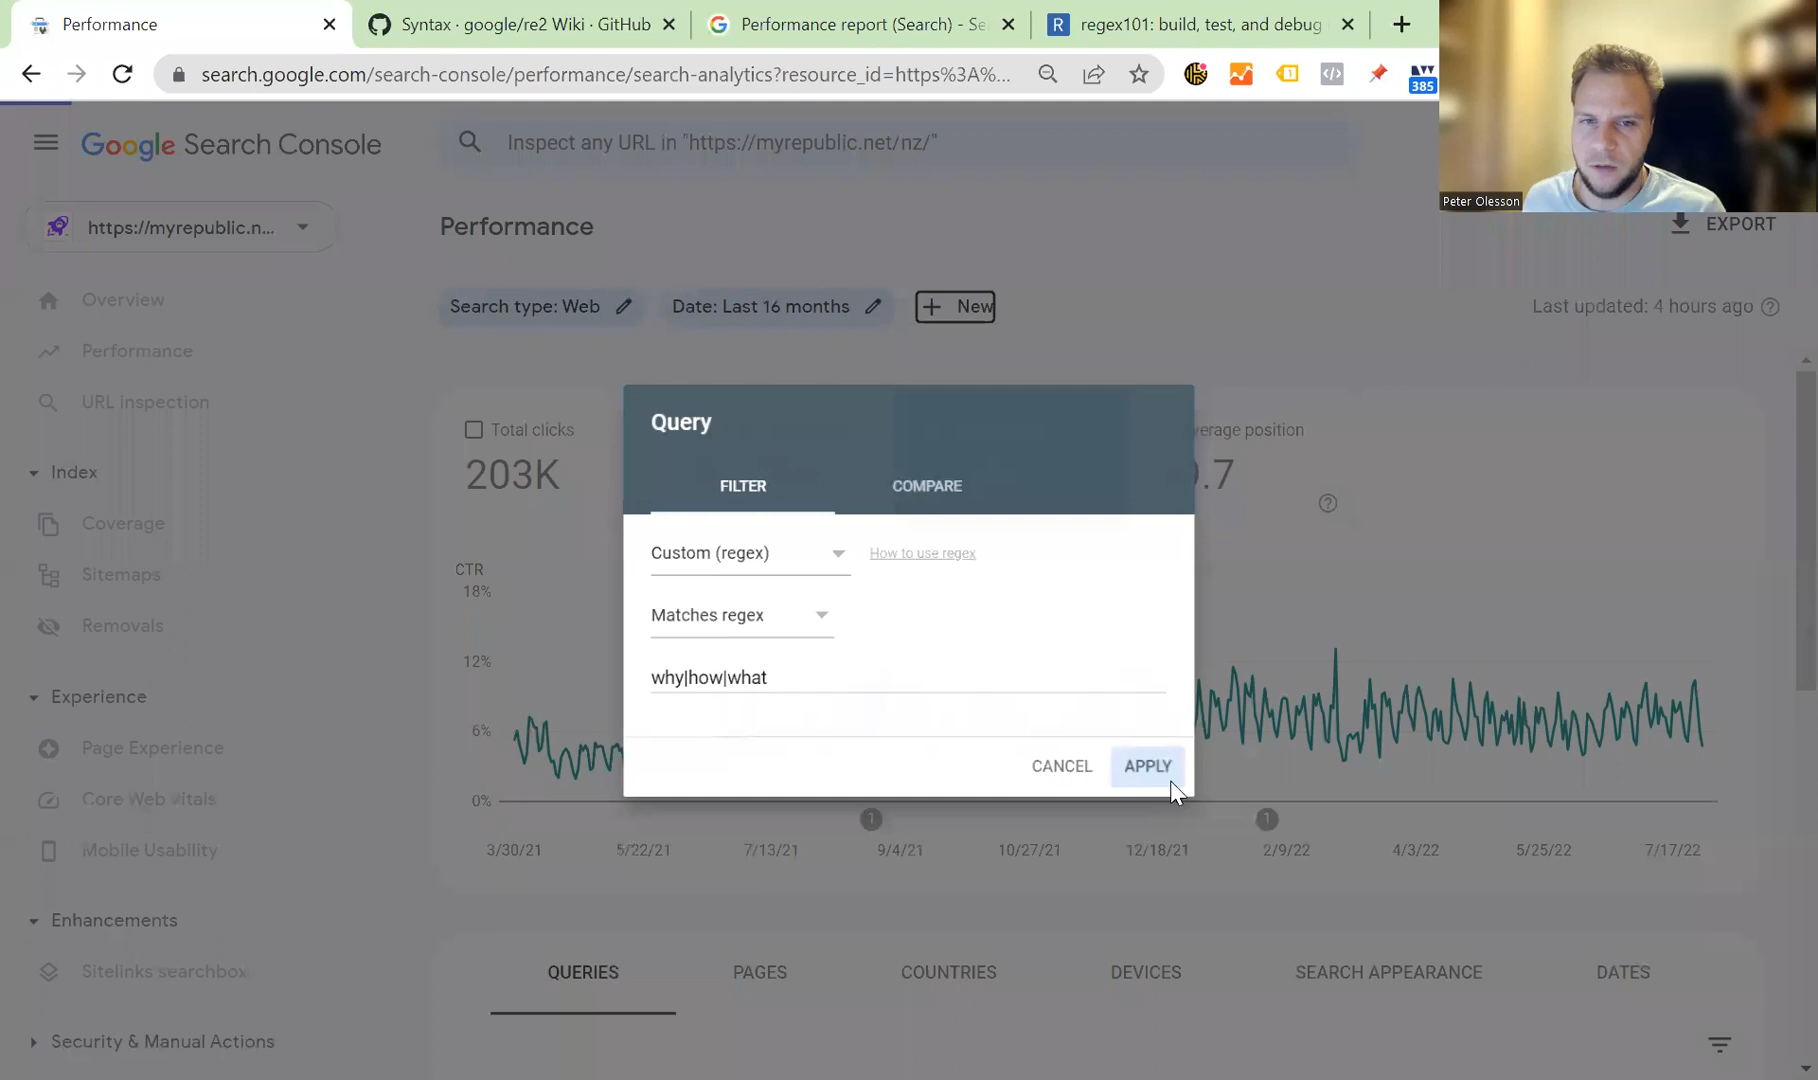 Performance
Syntax · google/re2 Wiki · GitHub
Performance report (Search) - Se
regex101: build, test, and debug
search.google.com/search-console/performance/search-analytics?resource_id=https%3A%...
1
385
Peter Olesson
Google Search Console
Inspect any URL in "https://myrepublic.net/nz/"
https://myrepublic.n...
Performance
EXPORT
Search type: Web
Date: Last 16 months
New
Last updated: 4 hours ago
Overview
Performance
URL inspection
Index
Coverage
Sitemaps
Removals
Experience
Page Experience
Core Web Vitals
Mobile Usability
Enhancements
Sitelinks searchbox
Security & Manual Actions
Total clicks
203K
verage position
.7
CTR
18%
12%
6%
0%
Query
FILTER
COMPARE
Custom (regex)
How to use regex
Matches regex
why|how|what
CANCEL
APPLY
1
1
3/30/21
5/22/21
7/13/21
9/4/21
10/27/21
12/18/21
2/9/22
4/3/22
5/25/22
7/17/22
QUERIES
PAGES
COUNTRIES
DEVICES
SEARCH APPEARANCE
DATES